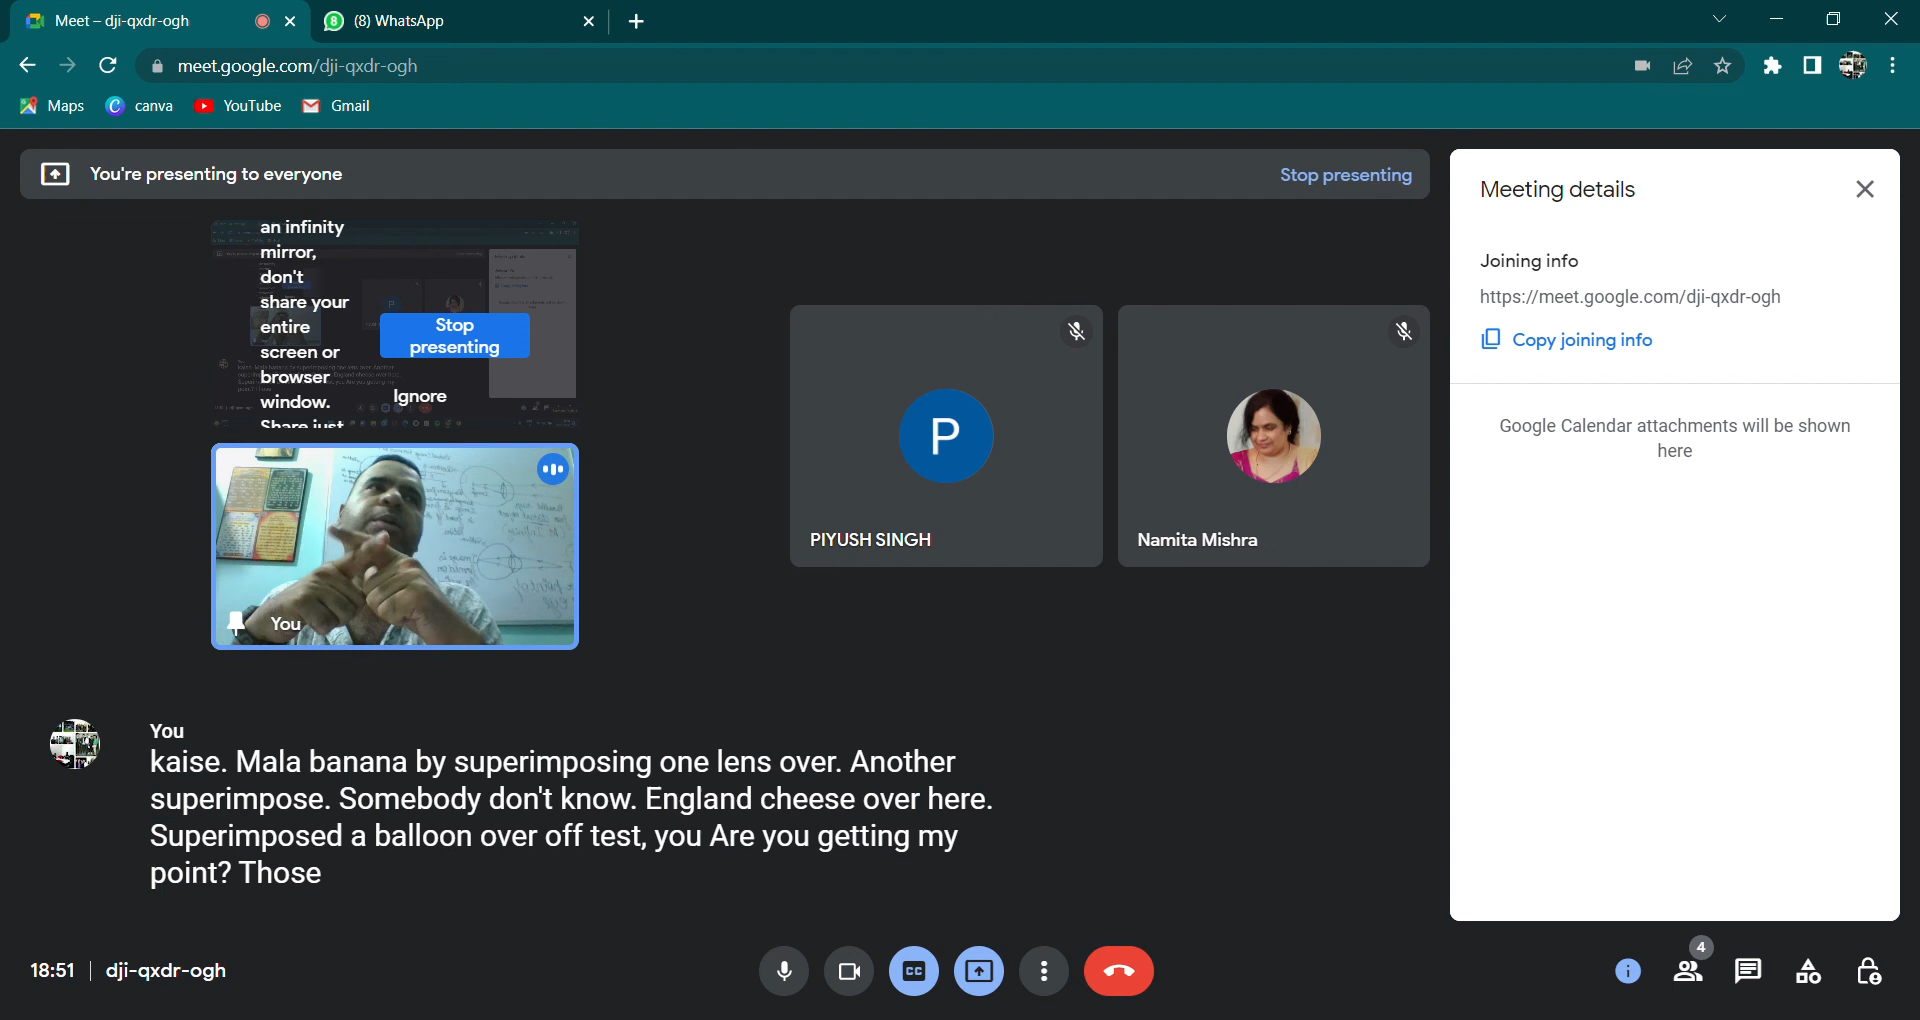 Meet – dji-qxdr-ogh
8
(8) WhatsApp
meet.google.com/dji-qxdr-ogh
Maps
canva
YouTube
Gmail
You're presenting to everyone
Stop presenting
an infinity
mirror,
don't
share your
entire
screen or
browser
window.
Share just
Stop
presenting
Ignore
You
P
PIYUSH SINGH
Namita Mishra
Meeting details
Joining info
https://meet.google.com/dji-qxdr-ogh
Copy joining info
Google Calendar attachments will be shown
here
You
kaise. Mala banana by superimposing one lens over. Another
superimpose. Somebody don't know. England cheese over here.
Superimposed a balloon over off test, you Are you getting my
point? Those
18:51
dji-qxdr-ogh
CC
4